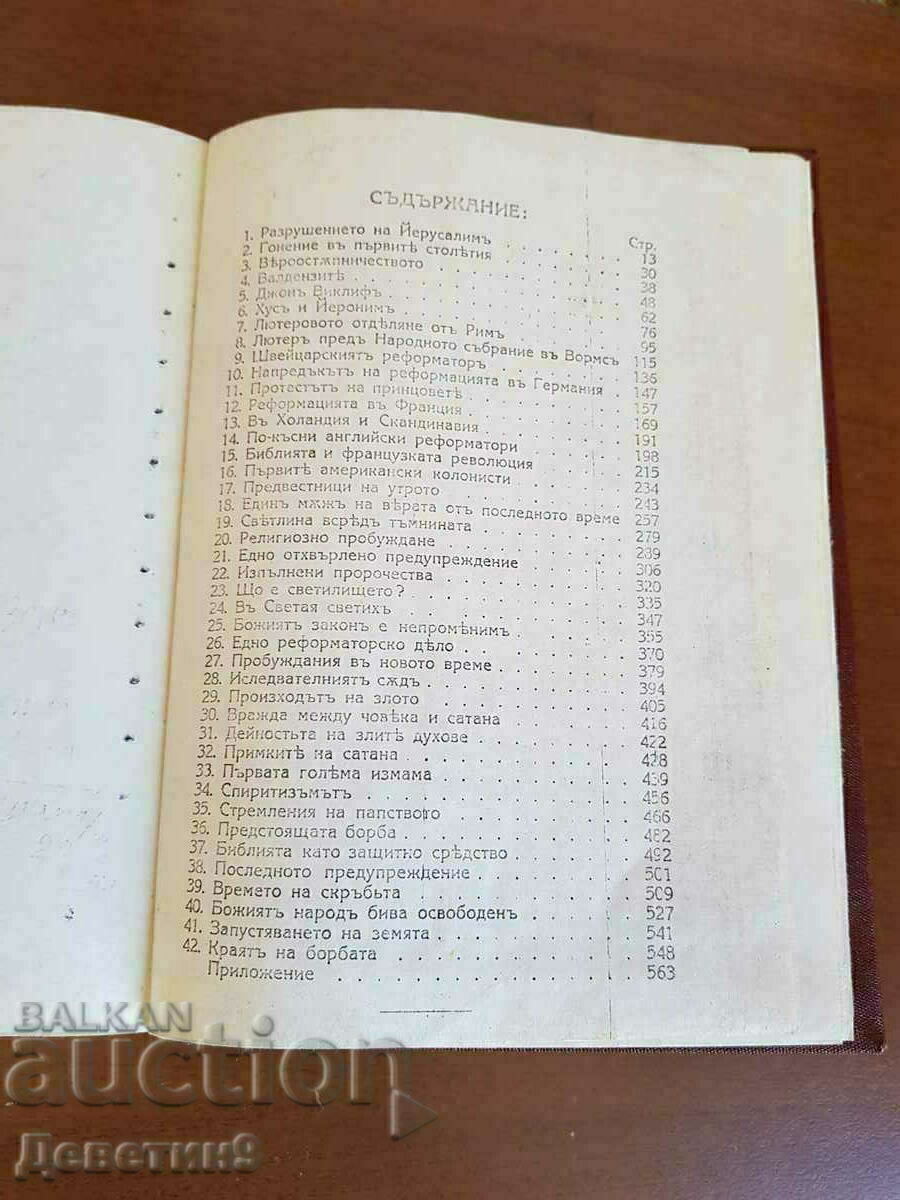 СЪДЪРЖАНИЕ:
Стр.
1. Разрушението на Йерусалимъ . . . . . . 13
2. Гонение въ първитѣ столѣтия . . . . . . 30
3. Вѣроотстѫпничеството . . . . . . 38
4. Валдензитѣ . . . . . . 48
5. Джонъ Виклифъ . . . . . . 62
6. Хусъ и Йеронимъ . . . . . . 76
7. Лютеровото отдѣляне отъ Римъ . . . . . . 95
8. Лютеръ предъ Народното събрание въ Вормсъ 115
9. Швейцарскиятъ реформаторъ . . . . . . 136
10. Напредъкътъ на реформацията въ Германия . 147
11. Протестътъ на принцоветѣ . . . . . . 157
12. Реформацията въ Франция . . . . . . 169
13. Въ Холандия и Скандинавия . . . . . . 191
14. По-късни английски реформатори . . . . . . 198
15. Библията и французката революция . . . . . . 215
16. Първитѣ американски колонисти . . . . . . 234
17. Предвестници на утрото . . . . . . 243
18. Единъ мѫжъ на вѣрата отъ последното време 257
19. Свѣтлина всрѣдъ тъмнината . . . . . . 279
20. Религиозно пробуждане . . . . . . 289
21. Едно отхвърлено предупреждение . . . . . . 306
22. Изпълнени пророчества . . . . . . 320
23. Що е светилището? . . . . . . 335
24. Въ Светая светихъ . . . . . . 347
25. Божиятъ законъ е непромѣнимъ . . . . . . 355
26. Едно реформаторско дѣло . . . . . . 370
27. Пробуждания въ новото време . . . . . . 379
28. Иследвателниятъ сѫдъ . . . . . . 394
29. Произходътъ на злото . . . . . . 405
30. Вражда между човѣка и сатана . . . . . . 416
31. Дейностьта на злитѣ духове . . . . . . 422
32. Примкитѣ на сатана . . . . . . 428
33. Първата голѣма измама . . . . . . 439
34. Спиритизъмътъ . . . . . . 456
35. Стремления на папството . . . . . . 466
36. Предстоящата борба . . . . . . 482
37. Библията като защитно срѣдство . . . . . . 492
38. Последното предупреждение . . . . . . 501
39. Времето на скръбьта . . . . . . 509
40. Божиятъ народъ бива освободенъ . . . . . . 527
41. Запустяването на земята . . . . . . 541
42. Краятъ на борбата . . . . . . 548
Приложение . . . . . . 563
BALKAN
auction
Деветин9